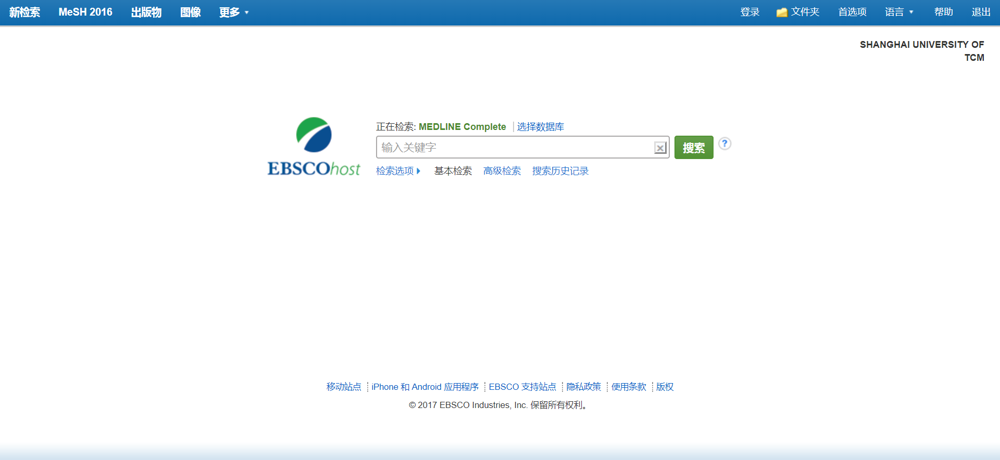 新检索 MeSH 2016 出版物 图像 更多 登录 文件夹 首选项 语言 帮助 退出
SHANGHAI UNIVERSITY OF
TCM
正在检索: MEDLINE Complete 选择数据库
输入关键字 搜索 ?
EBSCOhost
检索选项 基本检索 高级检索 搜索历史记录
移动站点 iPhone 和 Android 应用程序 EBSCO 支持站点 隐私政策 使用条款 版权
© 2017 EBSCO Industries, Inc. 保留所有权利。